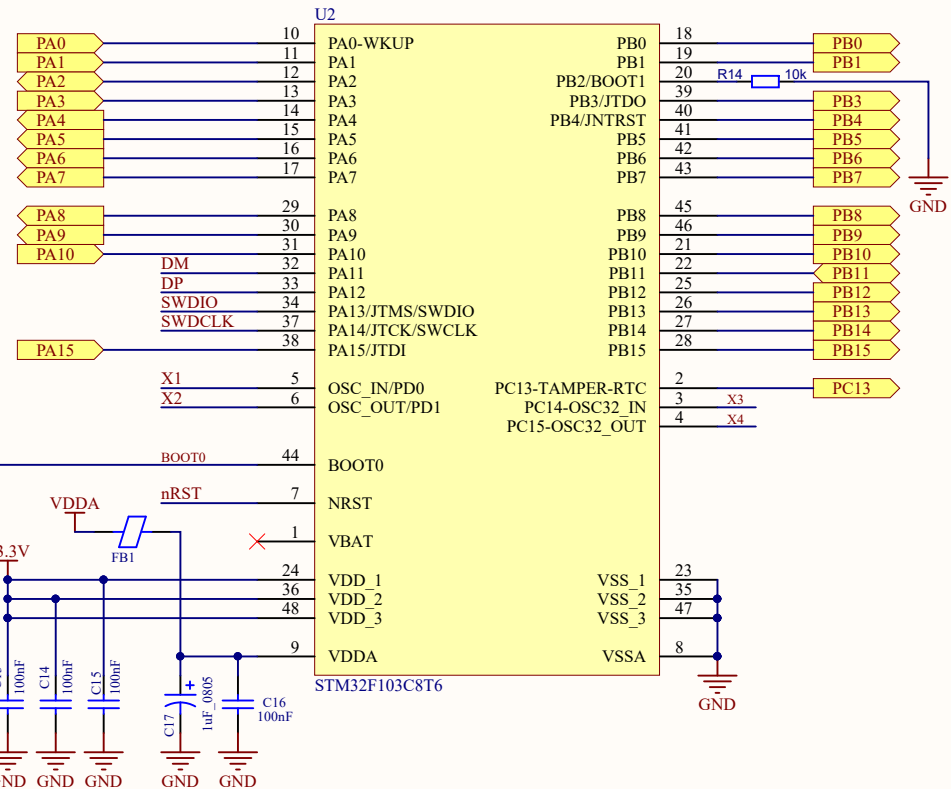 U2
PA0 10 PA0-WKUP PB0 18 PB0
PA1 11 PA1 PB1 19 PB1
PA2 12 PA2 PB2/BOOT1 20 R14 10k
PA3 13 PA3 PB3/JTDO 39 PB3
PA4 14 PA4 PB4/JNTRST 40 PB4
PA5 15 PA5 PB5 41 PB5
PA6 16 PA6 PB6 42 PB6
PA7 17 PA7 PB7 43 PB7
GND
PA8 29 PA8 PB8 45 PB8
PA9 30 PA9 PB9 46 PB9
PA10 31 PA10 PB10 21 PB10
DM 32 PA11 PB11 22 PB11
DP 33 PA12 PB12 25 PB12
SWDIO 34 PA13/JTMS/SWDIO PB13 26 PB13
SWDCLK 37 PA14/JTCK/SWCLK PB14 27 PB14
PA15 38 PA15/JTDI PB15 28 PB15
X1 5 OSC_IN/PD0 PC13-TAMPER-RTC 2 PC13
X2 6 OSC_OUT/PD1 PC14-OSC32_IN 3 X3
PC15-OSC32_OUT 4 X4
BOOT0 44 BOOT0
nRST 7 NRST
VDDA
1 VBAT
FB1
3.3V
24 VDD_1 VSS_1 23
36 VDD_2 VSS_2 35
48 VDD_3 VSS_3 47
9 VDDA VSSA 8
STM32F103C8T6
100nF
C14 100nF
C15 100nF
C17 + 1uF_0805
C16
100nF
GND
GND GND GND GND GND